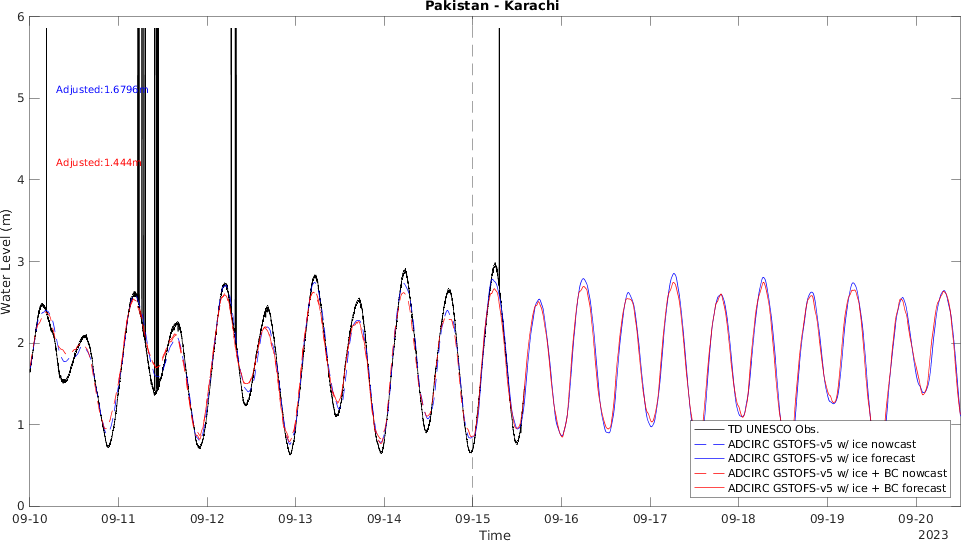 Pakistan - Karachi
6
5
4
3
2
1
0
Water Level (m)
Adjusted:1.6796m
Adjusted:1.444m
TD UNESCO Obs.
ADCIRC GSTOFS-v5 w/ ice nowcast
ADCIRC GSTOFS-v5 w/ ice forecast
ADCIRC GSTOFS-v5 w/ ice + BC nowcast
ADCIRC GSTOFS-v5 w/ ice + BC forecast
09-10 09-11 09-12 09-13 09-14 09-15 09-16 09-17 09-18 09-19 09-20
Time
2023